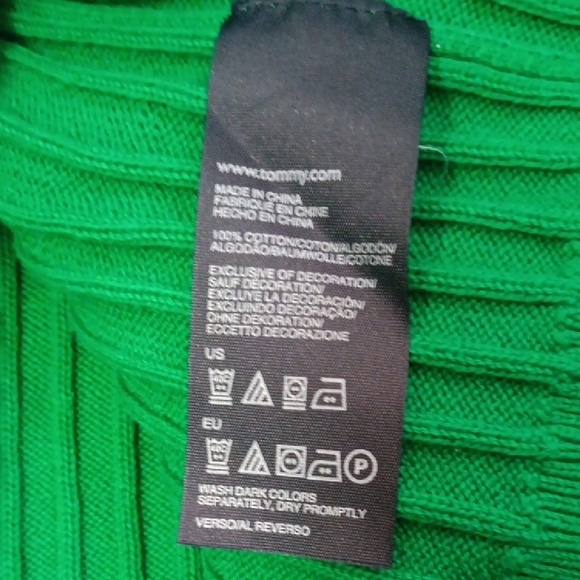 www.tommy.com
MADE IN CHINA
FABRIQUÉ EN CHINE
HECHO EN CHINA
100% COTTON/COTON/ALGODÓN/
ALGODÃO/BAUMWOLLE/COTONE
EXCLUSIVE OF DECORATION/
SAUF DÉCORATION/
EXCLUYE LA DECORACIÓN/
EXCLUINDO DECORAÇÃO/
OHNE DEKORATION/
ECCETTO DECORAZIONE
US
40C
EU
40C P
WASH DARK COLORS
SEPARATELY, DRY PROMPTLY
VERSO/AL REVERSO